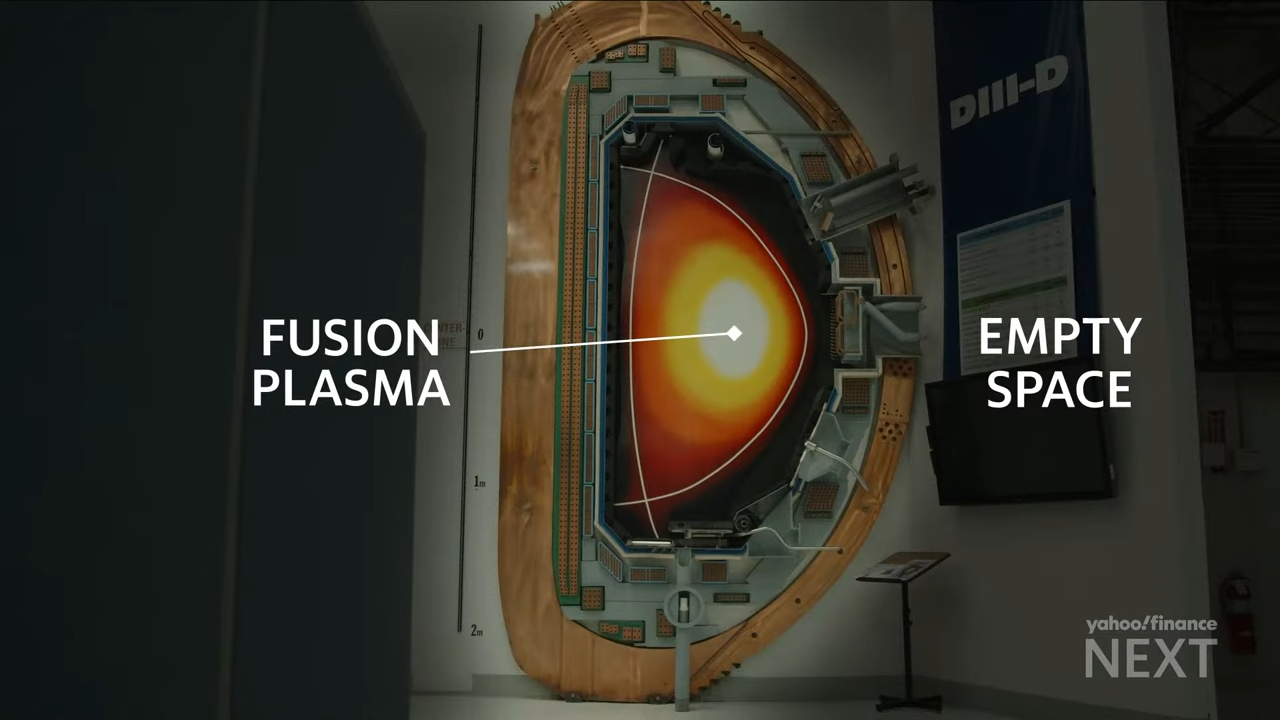 DIII-D
FUSION
PLASMA
EMPTY
SPACE
0
1m
2m
yahoo!finance
NEXT